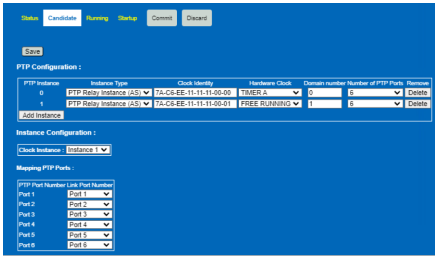 Status Candidate Running Startup Commit Discard
Save
PTP Configuration :
PTP Instance Instance Type Clock Identity Hardware Clock Domain number Number of PTP Ports Remove
0 PTP Relay Instance (AS) 7A-C6-EE-11-11-11-00-00 TIMER A 0 6 Delete
1 PTP Relay Instance (AS) 7A-C6-EE-11-11-11-00-01 FREE RUNNING 1 6 Delete
Add Instance
Instance Configuration :
Clock Instance : Instance 1
Mapping PTP Ports :
PTP Port Number Link Port Number
Port 1 Port 1
Port 2 Port 2
Port 3 Port 3
Port 4 Port 4
Port 5 Port 5
Port 6 Port 6